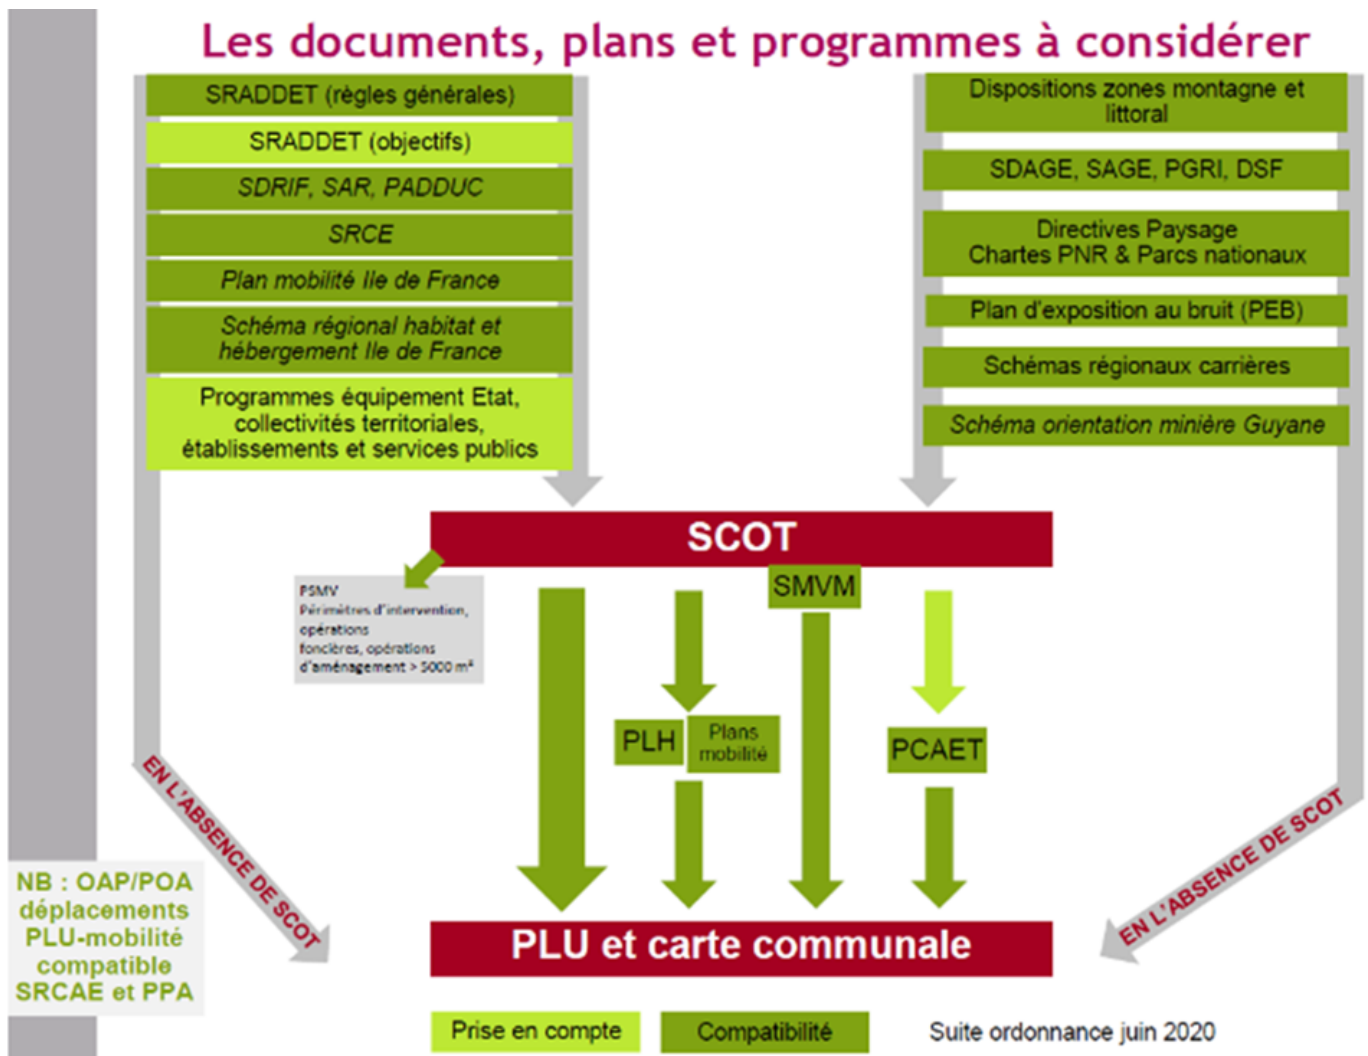 Les documents, plans et programmes à considérer
SRADDET (règles générales)
SRADDET (objectifs)
SDRIF, SAR, PADDUC
SRCE
Plan mobilité Ile de France
Schéma régional habitat et
hébergement Ile de France
Programmes équipement Etat,
collectivités territoriales,
établissements et services publics
Dispositions zones montagne et
littoral
SDAGE, SAGE, PGRI, DSF
Directives Paysage
Chartes PNR & Parcs nationaux
Plan d'exposition au bruit (PEB)
Schémas régionaux carrières
Schéma orientation minière Guyane
SCOT
PSMV
Périmètres d'intervention,
opérations
foncières, opérations
d'aménagement > 5000 m²
SMVM
PLH
Plans
mobilité
PCAET
EN L'ABSENCE DE SCOT
EN L'ABSENCE DE SCOT
NB : OAP/POA
déplacements
PLU-mobilité
compatible
SRCAE et PPA
PLU et carte communale
Prise en compte
Compatibilité
Suite ordonnance juin 2020